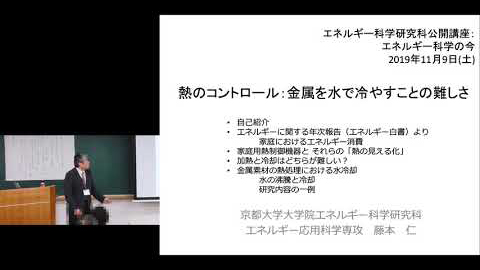 エネルギー科学研究科公開講座：
エネルギー科学の今
2019年11月9日(土)
熱のコントロール：金属を水で冷やすことの難しさ
• 自己紹介
• エネルギーに関する年次報告（エネルギー白書）より
家庭におけるエネルギー消費
• 家庭用熱制御機器と それらの「熱の見える化」
• 加熱と冷却はどちらが難しい？
• 金属素材の熱処理における水冷却
水の沸騰と冷却
研究内容の一例
京都大学大学院エネルギー科学研究科
エネルギー応用科学専攻　藤本　仁